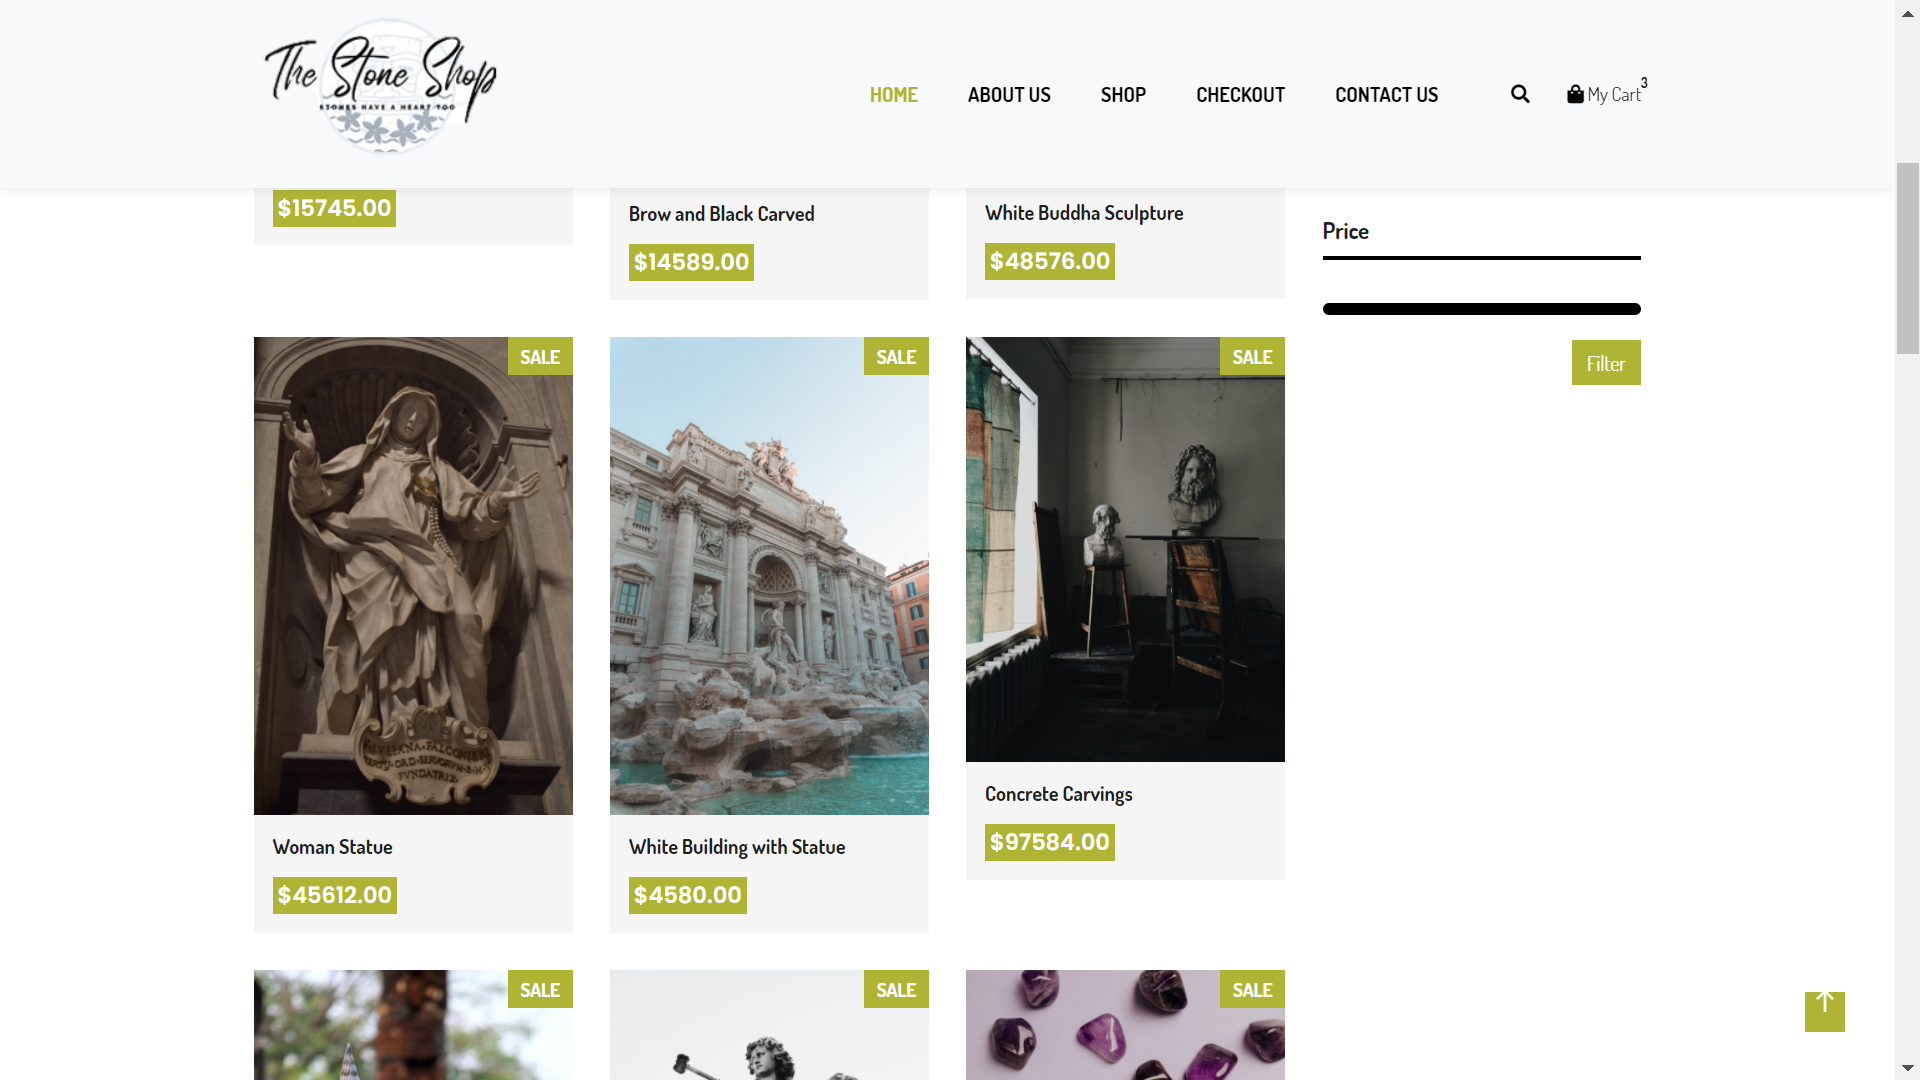 The Stone Shop
STONES HAVE A HEART TOO
HOME
ABOUT US
SHOP
CHECKOUT
CONTACT US
My Cart
3
$15745.00
Brow and Black Carved
$14589.00
White Buddha Sculpture
$48576.00
Price
Filter
SALE
SALE
SALE
FALCONIERI
FVNDATRIX
Woman Statue
$45612.00
White Building with Statue
$4580.00
Concrete Carvings
$97584.00
SALE
SALE
SALE